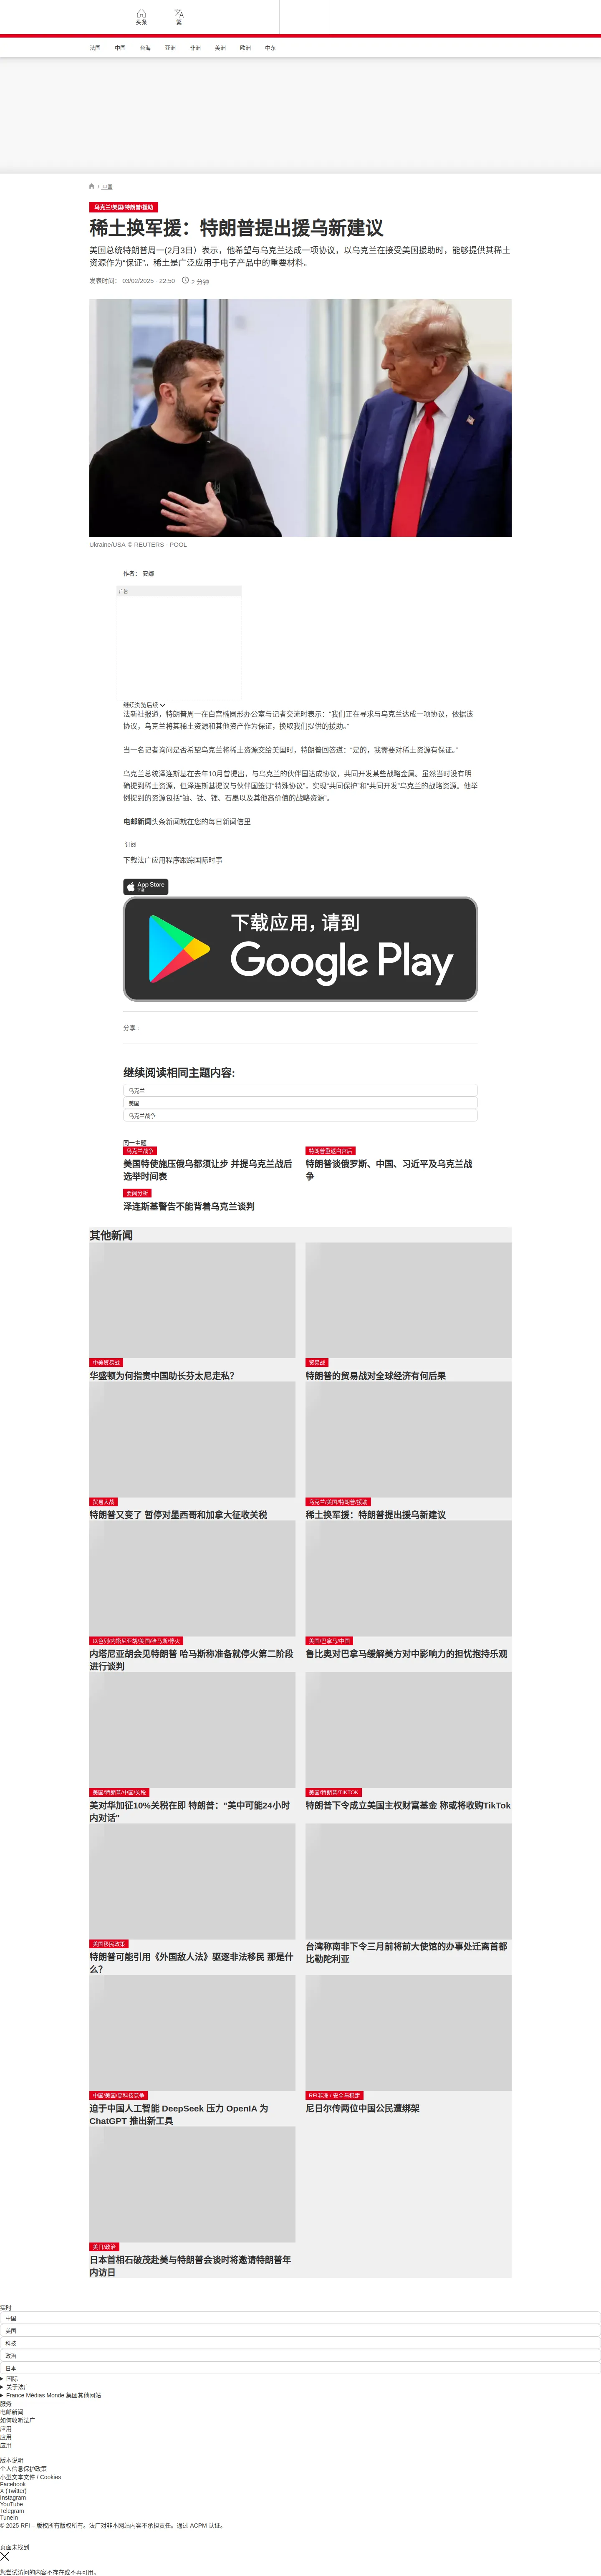 头条
繁
法国
中国
台海
亚洲
非洲
美洲
欧洲
中东
/ 中国
乌克兰/美国/特朗普/援助
稀土换军援：特朗普提出援乌新建议
美国总统特朗普周一(2月3日）表示，他希望与乌克兰达成一项协议，以乌克兰在接受美国援助时，能够提供其稀土
资源作为“保证”。稀土是广泛应用于电子产品中的重要材料。
发表时间： 03/02/2025 - 22:50
2 分钟
Ukraine/USA © REUTERS - POOL
作者： 安娜
广告
继续浏览后续
法新社报道，特朗普周一在白宫椭圆形办公室与记者交流时表示：“我们正在寻求与乌克兰达成一项协议，依据该
协议，乌克兰将其稀土资源和其他资产作为保证，换取我们提供的援助。”
当一名记者询问是否希望乌克兰将稀土资源交给美国时，特朗普回答道：“是的，我需要对稀土资源有保证。”
乌克兰总统泽连斯基在去年10月曾提出，与乌克兰的伙伴国达成协议，共同开发某些战略金属。虽然当时没有明
确提到稀土资源，但泽连斯基提议与伙伴国签订“特殊协议”，实现“共同保护”和“共同开发”乌克兰的战略资源。他举
例提到的资源包括“铀、钛、锂、石墨以及其他高价值的战略资源”。
电邮新闻头条新闻就在您的每日新闻信里
订阅
下载法广应用程序跟踪国际时事
App Store
下载
下载应用，请到
Google Play
分享 :
继续阅读相同主题内容:
乌克兰
美国
乌克兰战争
同一主题
乌克兰战争
美国特使施压俄乌都须让步 并提乌克兰战后
选举时间表
特朗普重返白宫后
特朗普谈俄罗斯、中国、习近平及乌克兰战
争
要闻分析
泽连斯基警告不能背着乌克兰谈判
其他新闻
中美贸易战
华盛顿为何指责中国助长芬太尼走私？
贸易战
特朗普的贸易战对全球经济有何后果
贸易大战
特朗普又变了 暂停对墨西哥和加拿大征收关税
乌克兰/美国/特朗普/援助
稀土换军援：特朗普提出援乌新建议
以色列/内塔尼亚胡/美国/哈马斯/停火
内塔尼亚胡会见特朗普 哈马斯称准备就停火第二阶段
进行谈判
美国/巴拿马/中国
鲁比奥对巴拿马缓解美方对中影响力的担忧抱持乐观
美国/特朗普/中国/关税
美对华加征10%关税在即 特朗普：“美中可能24小时
内对话”
美国/特朗普/TIKTOK
特朗普下令成立美国主权财富基金 称或将收购TikTok
美国移民政策
特朗普可能引用《外国敌人法》驱逐非法移民 那是什
么？
台湾称南非下令三月前将前大使馆的办事处迁离首都
比勒陀利亚
中国/美国/高科技竞争
迫于中国人工智能 DeepSeek 压力 OpenIA 为
ChatGPT 推出新工具
RFI非洲 / 安全与稳定
尼日尔传两位中国公民遭绑架
美日/政治
日本首相石破茂赴美与特朗普会谈时将邀请特朗普年
内访日
实时
中国
美国
科技
政治
日本
国际
关于法广
France Médias Monde 集团其他网站
服务
电邮新闻
如何收听法广
应用
应用
应用
版本说明
个人信息保护政策
小型文本文件 / Cookies
Facebook
X (Twitter)
Instagram
YouTube
Telegram
TuneIn
© 2025 RFI – 版权所有版权所有。法广对非本网站内容不承担责任。通过 ACPM 认证。
页面未找到
您尝试访问的内容不存在或不再可用。